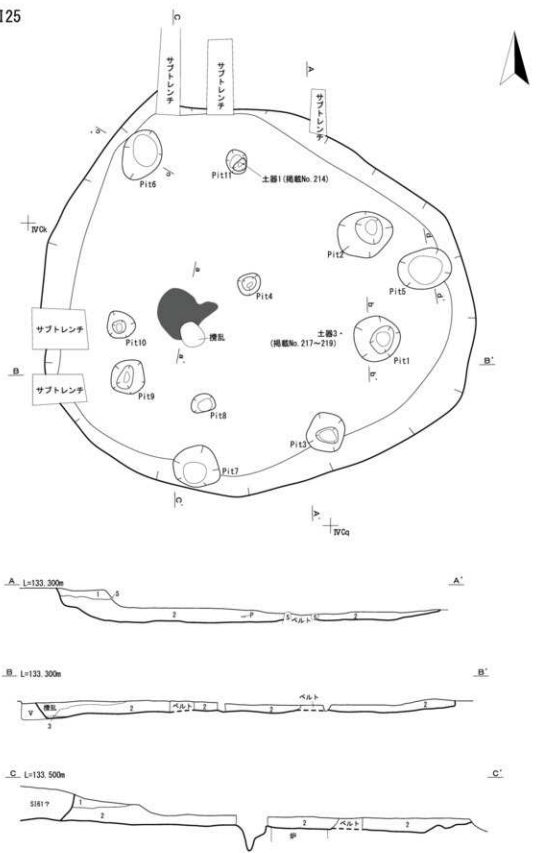 I25
C
サブトレンチ
サブトレンチ
A
サブトレンチ
Pit6
Pit11
土器1(掲載No.214)
Pit2
d
Pit5
d'
ⅣCk
a
Pit4
b
Pit10
撹乱
土器3・
(掲載No.217〜219)
Pit1
サブトレンチ
a'
b'
B
B'
サブトレンチ
Pit9
Pit8
Pit3
Pit7
C'
A'
ⅣCq
A L=133.300m
A'
1
S
2
P
S
ベルト
2
B L=133.300m
B'
V
撹乱
2
ベルト
2
2
ベルト
2
3
C L=133.500m
C'
SI61?
1
2
2
ベルト
2
炉